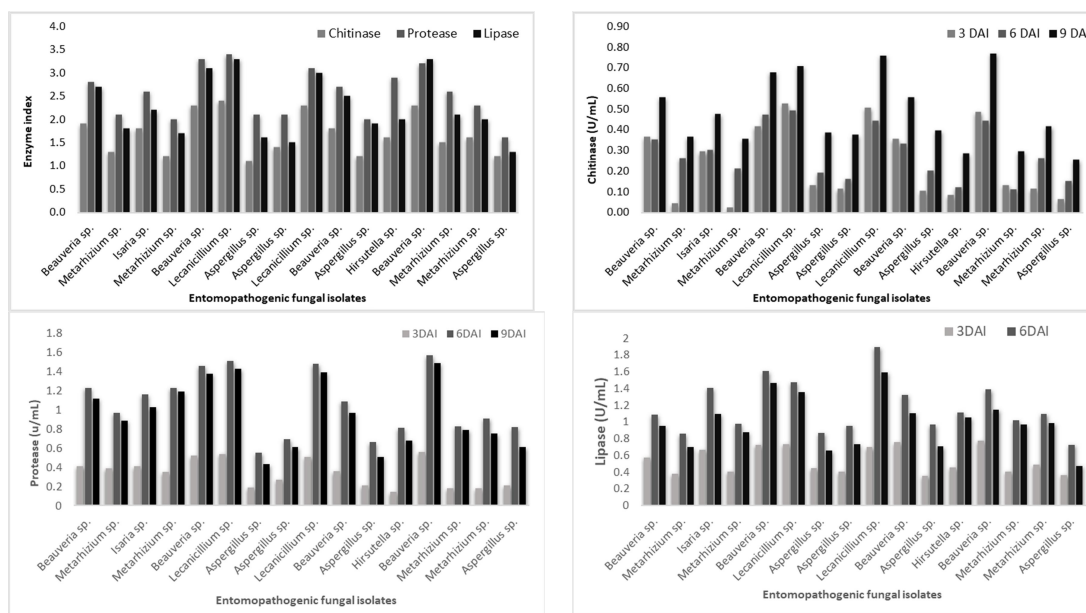 4.0
3.5
3.0
2.5
2.0
1.5
1.0
0.5
0.0
Enzyme index
Chitinase Protease Lipase
Beauveria sp.
Metarhizium sp.
Isaria sp.
Metarhizium sp.
Beauveria sp.
Lecanicillium sp.
Aspergillus sp.
Aspergillus sp.
Lecanicillium sp.
Beauveria sp.
Aspergillus sp.
Hirsutella sp.
Beauveria sp.
Metarhizium sp.
Metarhizium sp.
Aspergillus sp.
Entomopathogenic fungal isolates
0.90
0.80
0.70
0.60
0.50
0.40
0.30
0.20
0.10
0.00
Chitinase (U/mL)
3 DAI 6 DAI 9 DA
Beauveria sp.
Metarhizium sp.
Isaria sp.
Metarhizium sp.
Beauveria sp.
Lecanicillium sp.
Aspergillus sp.
Aspergillus sp.
Lecanicillium sp.
Beauveria sp.
Aspergillus sp.
Hirsutella sp.
Beauveria sp.
Metarhizium sp.
Metarhizium sp.
Aspergillus sp.
Entomopathogenic fungal isolates
1.8
1.6
1.4
1.2
1
0.8
0.6
0.4
0.2
0
Protease (u/mL)
3DAI 6DAI 9DAI
Beauveria sp.
Metarhizium sp.
Isaria sp.
Metarhizium sp.
Beauveria sp.
Lecanicillium sp.
Aspergillus sp.
Aspergillus sp.
Lecanicillium sp.
Beauveria sp.
Aspergillus sp.
Hirsutella sp.
Beauveria sp.
Metarhizium sp.
Metarhizium sp.
Aspergillus sp.
Entomopathogenic fungal isolates
2
1.8
1.6
1.4
1.2
1
0.8
0.6
0.4
0.2
0
Lipase (U/mL)
3DAI 6DAI
Beauveria sp.
Metarhizium sp.
Isaria sp.
Metarhizium sp.
Beauveria sp.
Lecanicillium sp.
Aspergillus sp.
Aspergillus sp.
Lecanicillium sp.
Beauveria sp.
Aspergillus sp.
Hirsutella sp.
Beauveria sp.
Metarhizium sp.
Metarhizium sp.
Aspergillus sp.
Entomopathogenic fungal isolates